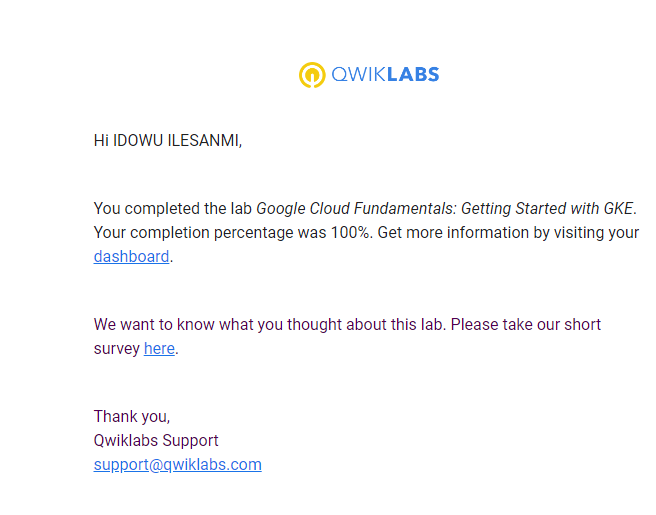 QWIKLABS
Hi IDOWU ILESANMI,
You completed the lab Google Cloud Fundamentals: Getting Started with GKE.
Your completion percentage was 100%. Get more information by visiting your
dashboard.
We want to know what you thought about this lab. Please take our short
survey here.
Thank you,
Qwiklabs Support
support@qwiklabs.com